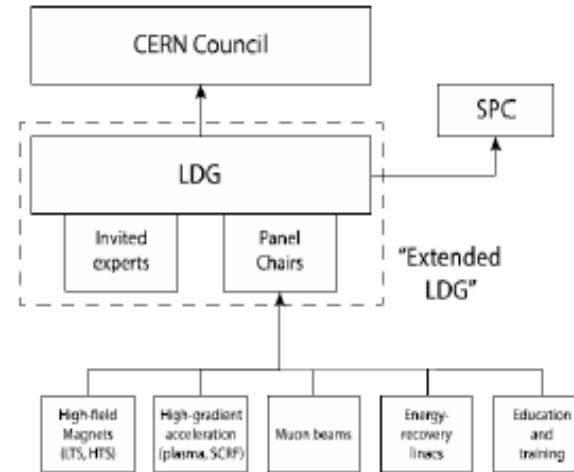 CERN Council
SPC
LDG
Invited
experts
Panel
Chairs
"Extended
LDG"
High-field
Magnets
(LTS, HTS)
High-gradient
acceleration
(plasma, SCRF)
Muon beams
Energy-
recovery
linacs
Education
and
training